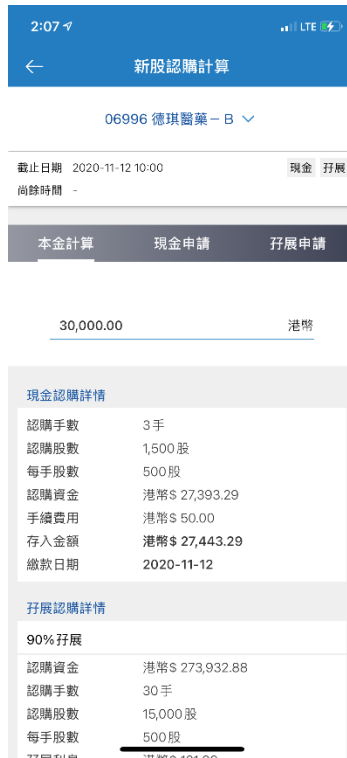 2:07 LTE
新股認購計算
06996 德琪醫藥－B
截止日期 2020-11-12 10:00 現金 孖展
尚餘時間 -
本金計算 現金申請 孖展申請
30,000.00 港幣
現金認購詳情
認購手數 3手
認購股數 1,500股
每手股數 500股
認購資金 港幣$ 27,393.29
手續費用 港幣$ 50.00
存入金額 港幣$ 27,443.29
繳款日期 2020-11-12
孖展認購詳情
90%孖展
認購資金 港幣$ 273,932.88
認購手數 30手
認購股數 15,000股
每手股數 500股